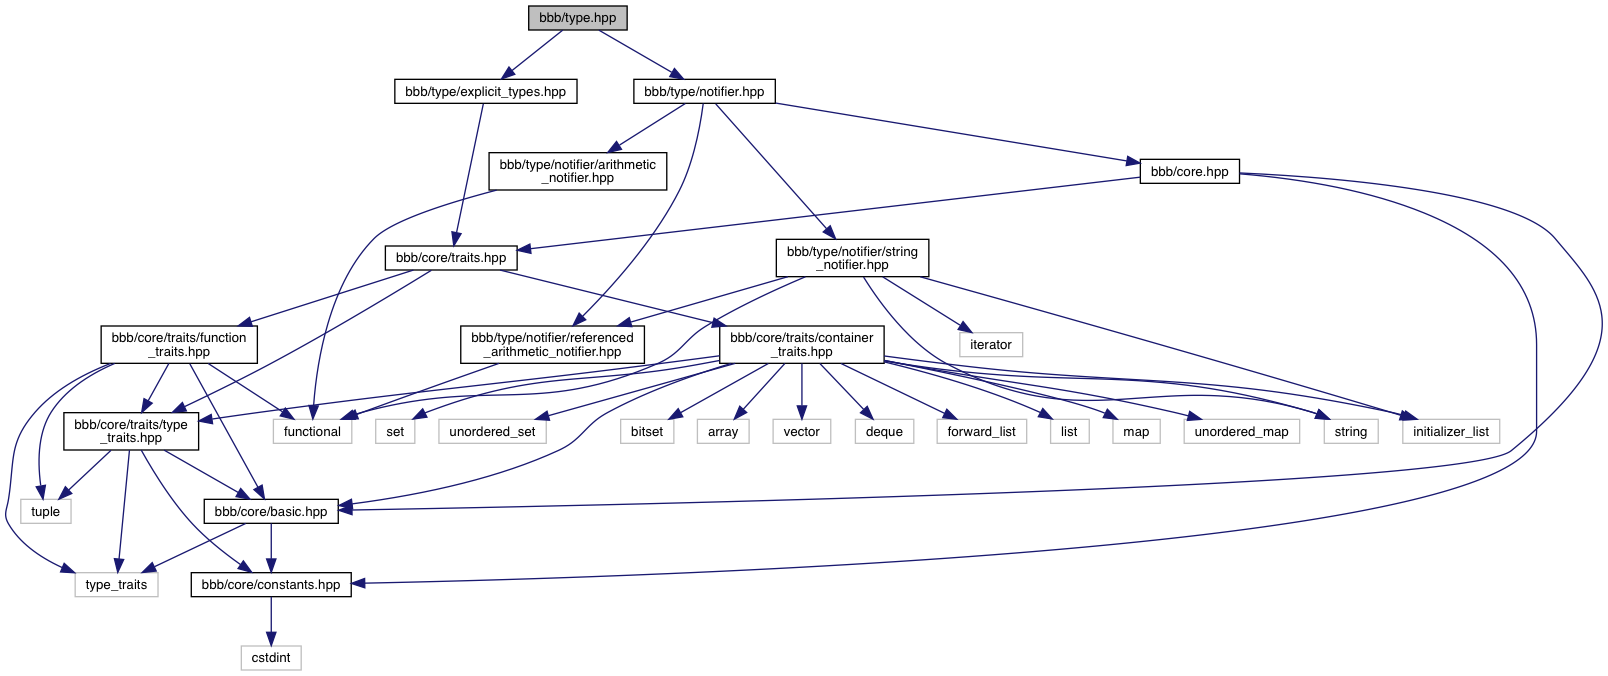 bbb/type.hpp
bbb/type/explicit_types.hpp
bbb/type/notifier.hpp
bbb/type/notifier/arithmetic
_notifier.hpp
bbb/core.hpp
bbb/core/traits.hpp
bbb/type/notifier/string
_notifier.hpp
bbb/core/traits/function
_traits.hpp
bbb/type/notifier/referenced
_arithmetic_notifier.hpp
bbb/core/traits/container
_traits.hpp
iterator
bbb/core/traits/type
_traits.hpp
functional
set
unordered_set
bitset
array
vector
deque
forward_list
list
map
unordered_map
string
initializer_list
tuple
bbb/core/basic.hpp
type_traits
bbb/core/constants.hpp
cstdint